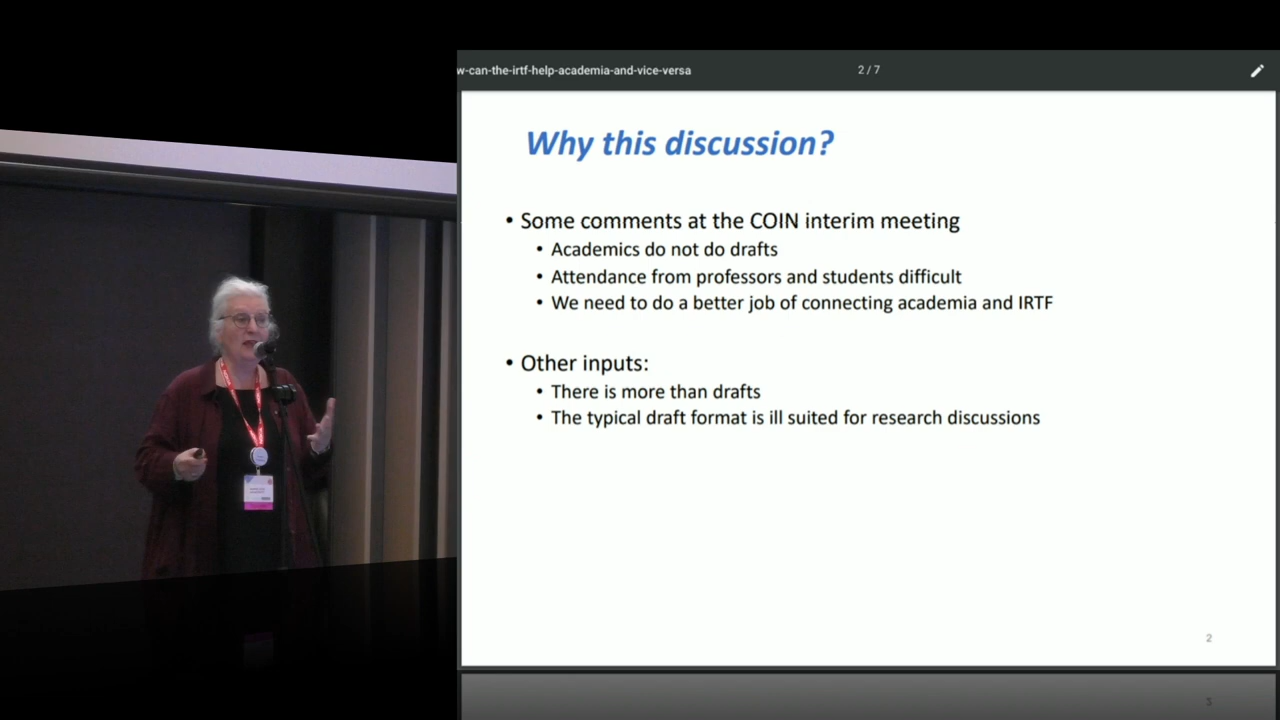 w-can-the-irtf-help-academia-and-vice-versa
2 / 7
Why this discussion?
• Some comments at the COIN interim meeting
• Academics do not do drafts
• Attendance from professors and students difficult
• We need to do a better job of connecting academia and IRTF
• Other inputs:
• There is more than drafts
• The typical draft format is ill suited for research discussions
2
3